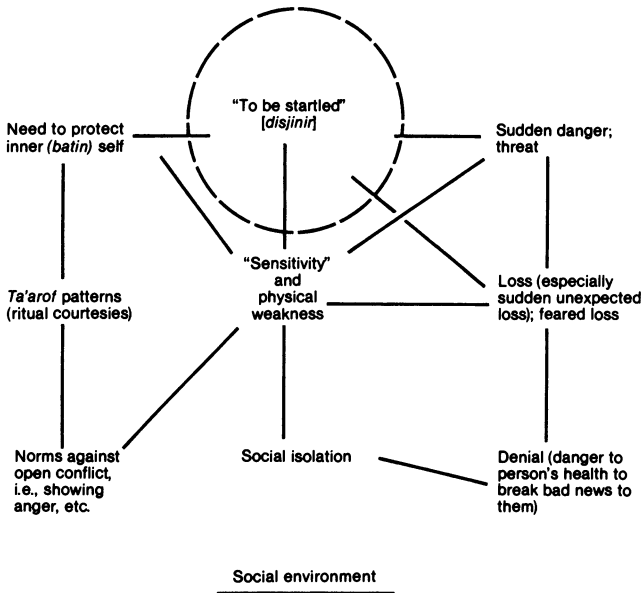 "To be startled"
[disjinir]
Need to protect
inner (batin) self
Sudden danger;
threat
"Sensitivity"
and
physical
weakness
Ta'arof patterns
(ritual courtesies)
Loss (especially
sudden unexpected
loss); feared loss
Norms against
open conflict,
i.e., showing
anger, etc.
Social isolation
Denial (danger to
person's health to
break bad news to
them)
Social environment